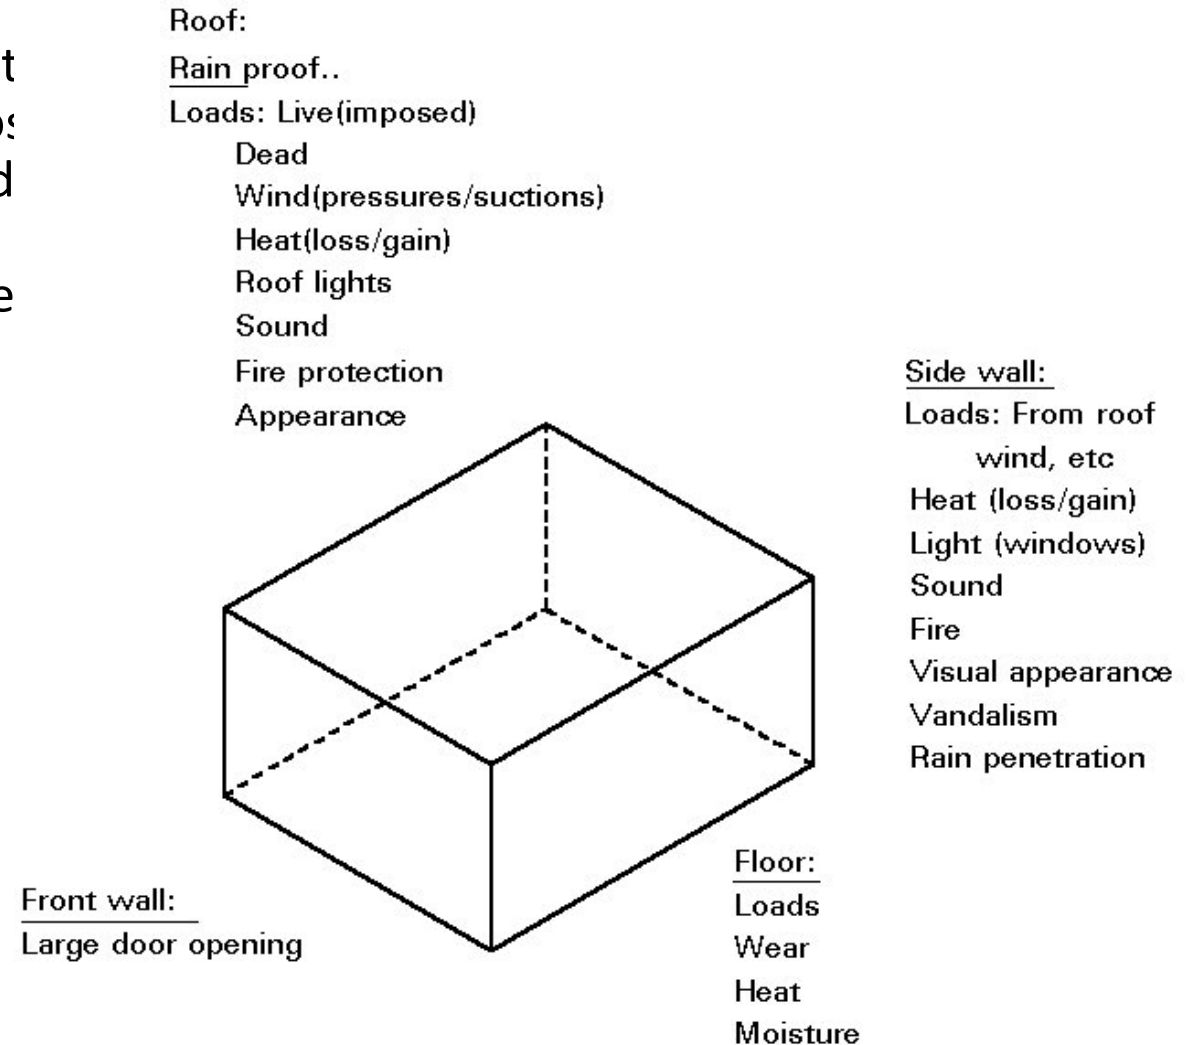 Roof:
Rain proof..
Loads: Live(imposed)
Dead
Wind(pressures/suctions)
Heat(loss/gain)
Roof lights
Sound
Fire protection
Appearance
Side wall:
Loads: From roof
wind, etc
Heat (loss/gain)
Light (windows)
Sound
Fire
Visual appearance
Vandalism
Rain penetration
Front wall:
Large door opening
Floor:
Loads
Wear
Heat
Moisture